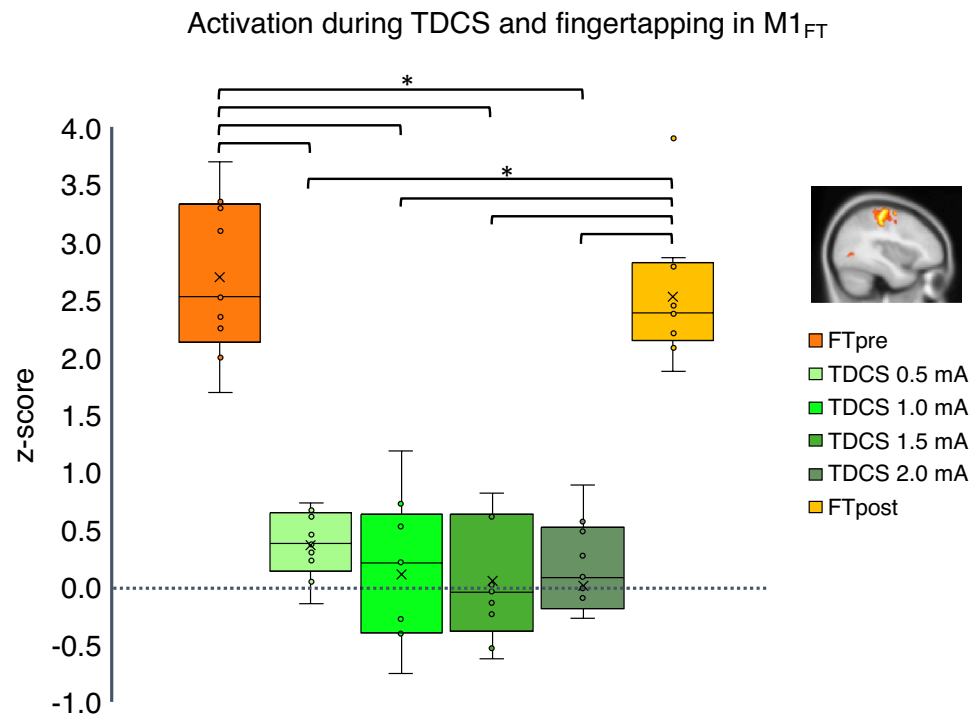 Activation during TDCS and fingertapping in M1FT
*
*
4.0
3.5
3.0
2.5
2.0
1.5
1.0
0.5
0.0
-0.5
-1.0
z-score
FTpre
TDCS 0.5 mA
TDCS 1.0 mA
TDCS 1.5 mA
TDCS 2.0 mA
FTpost